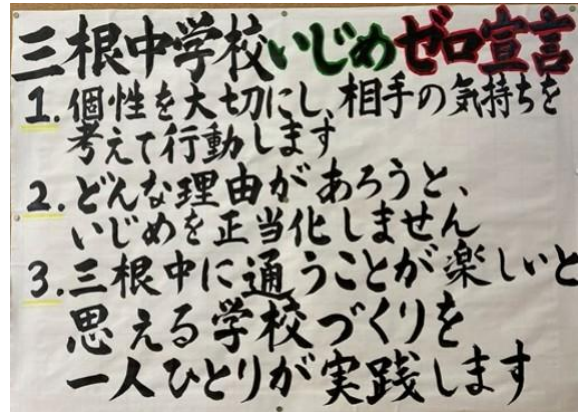 三根中学校いじめゼロ宣言
1. 個性を大切にし、相手の気持ちを
考えて行動します
2. どんな理由があろうと、
いじめを正当化しません
3. 三根中に通うことが楽しいと
思える学校づくりを
一人ひとりが実践します